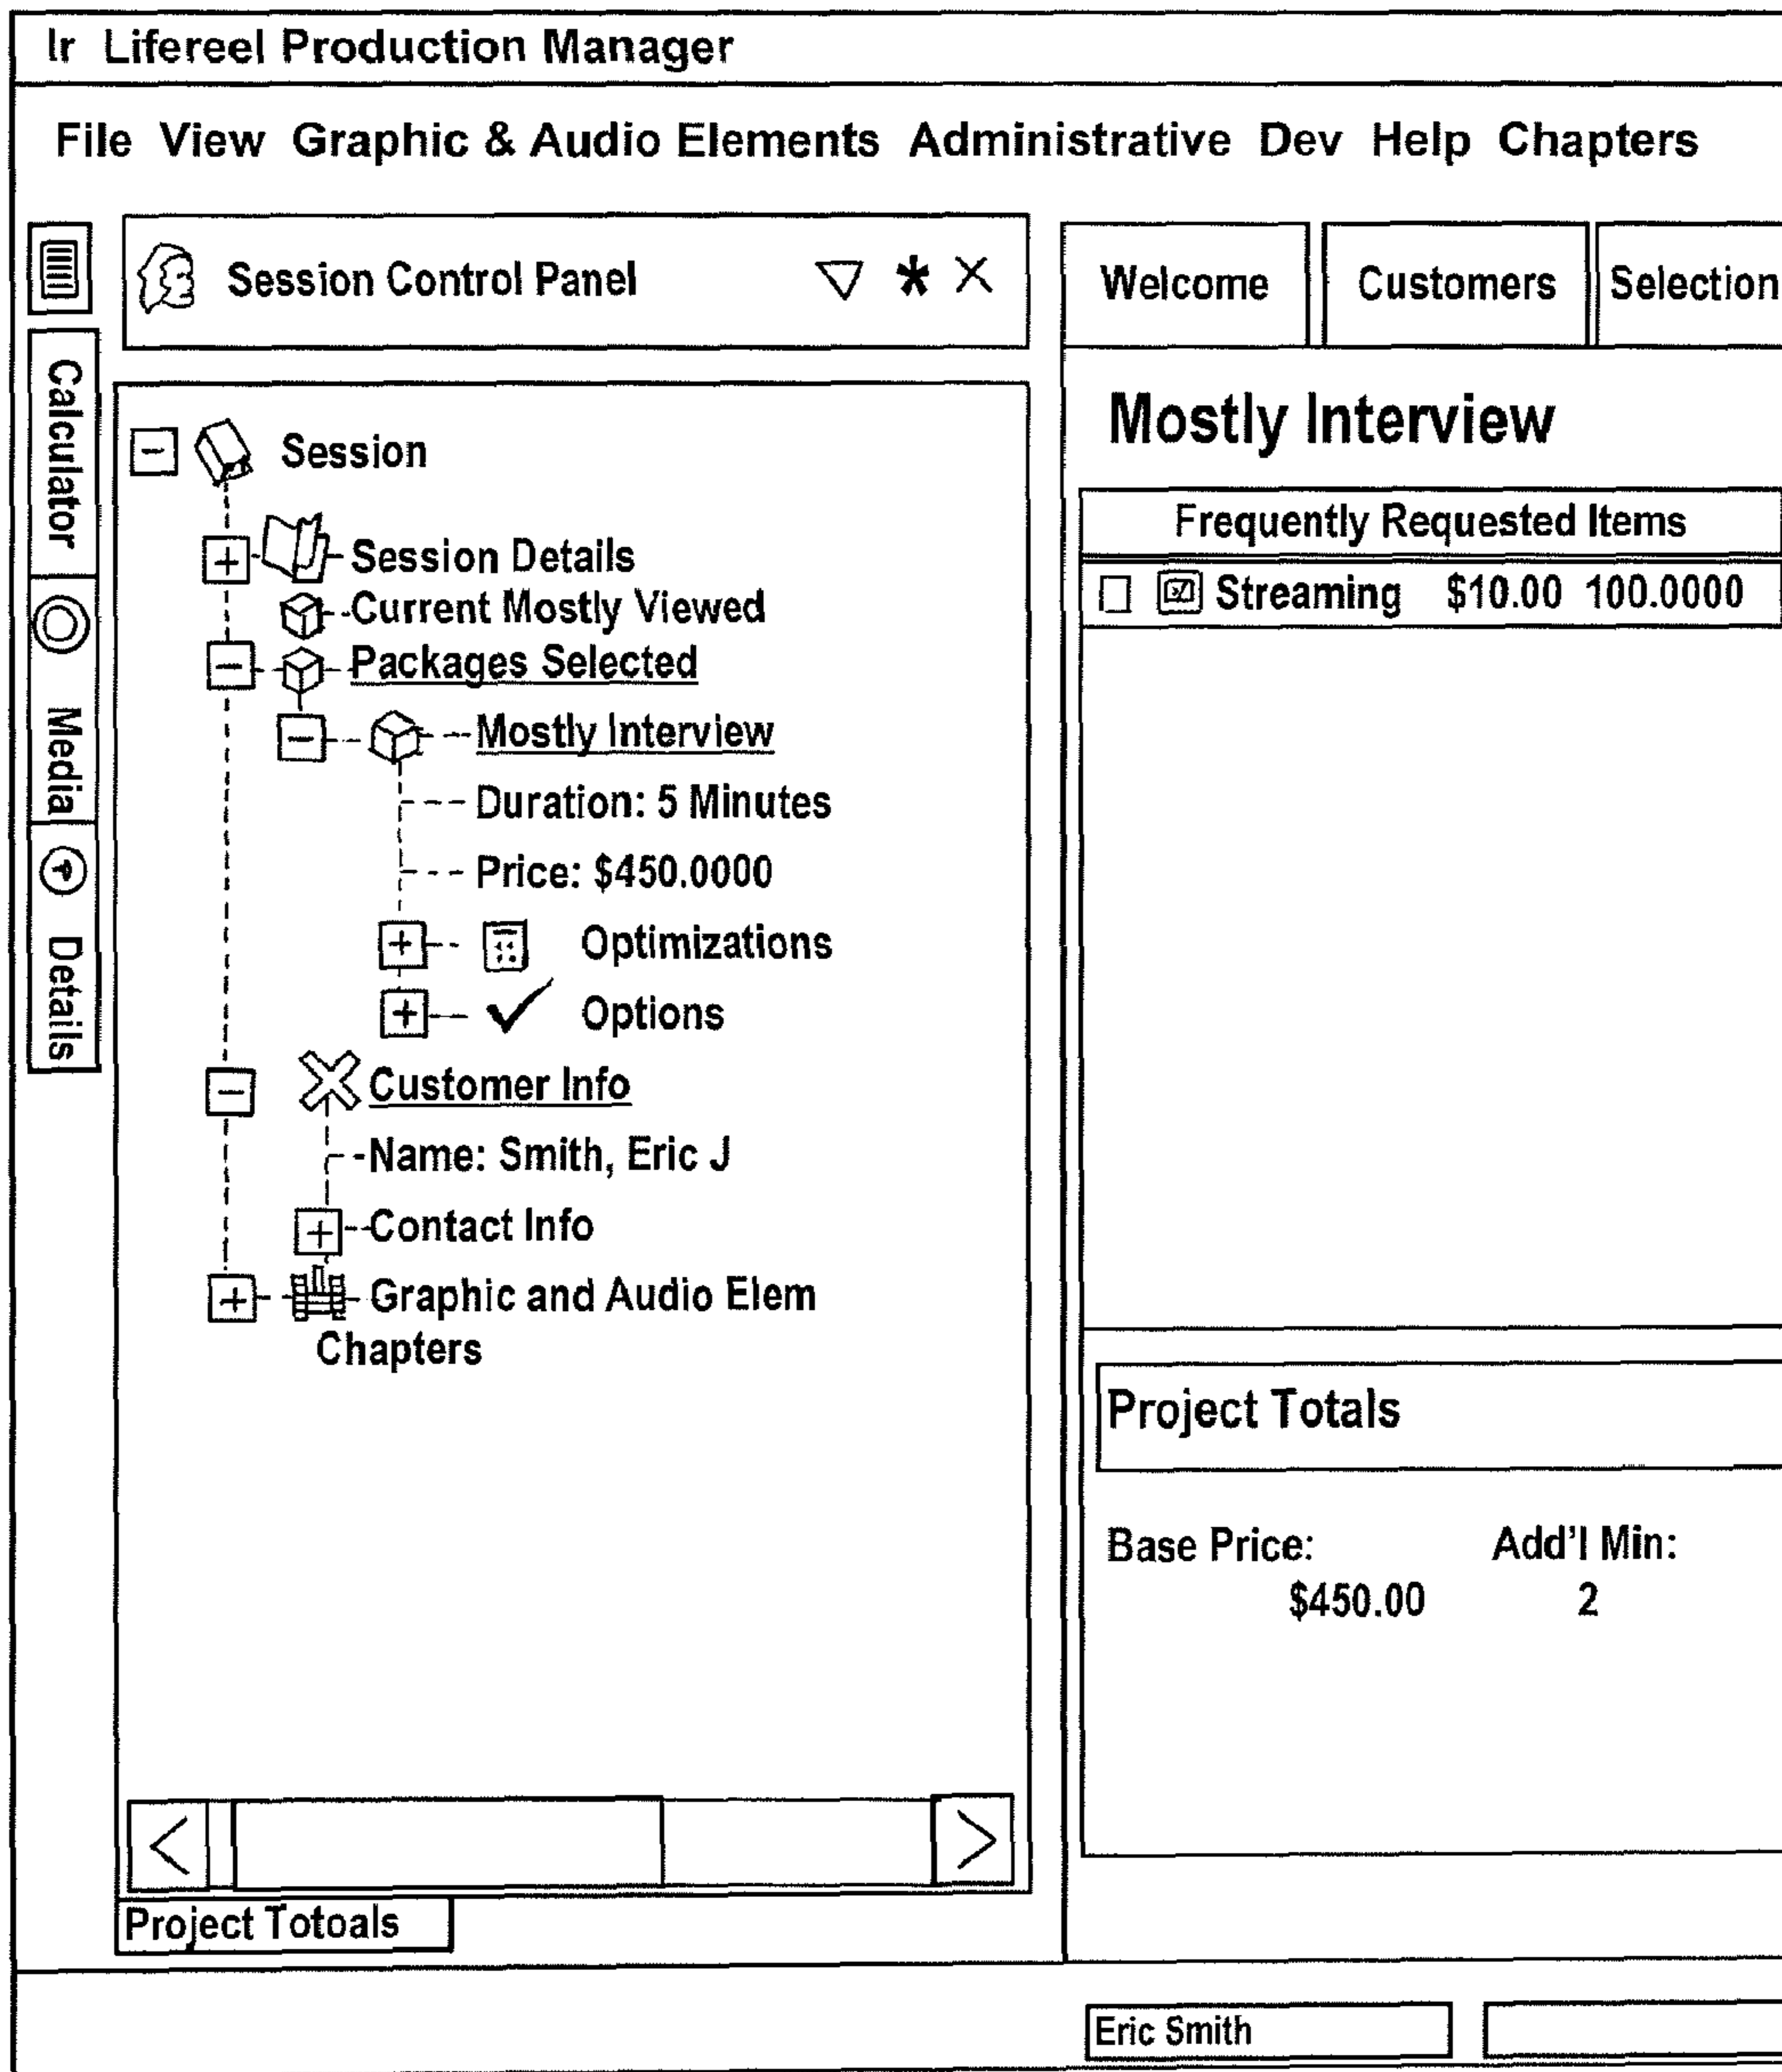 lr Lifereel Production Manager
File View Graphic & Audio Elements Administrative Dev Help Chapters
Calculator
Media
Details
Session Control Panel
Session
Session Details
Current Mostly Viewed
Packages Selected
Mostly Interview
Duration: 5 Minutes
Price: $450.0000
Optimizations
Options
Customer Info
Name: Smith, Eric J
Contact Info
Graphic and Audio Elem
Chapters
Project Totoals
Welcome Customers Selection
Mostly Interview
Frequently Requested Items
Streaming $10.00 100.0000
Project Totals
Base Price: Add'l Min:
$450.00 2
Eric Smith